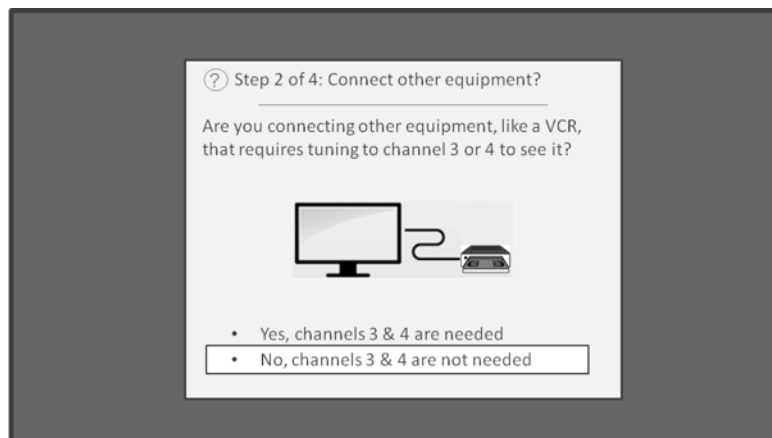 ? Step 2 of 4: Connect other equipment?
Are you connecting other equipment, like a VCR,
that requires tuning to channel 3 or 4 to see it?
• Yes, channels 3 & 4 are needed
• No, channels 3 & 4 are not needed